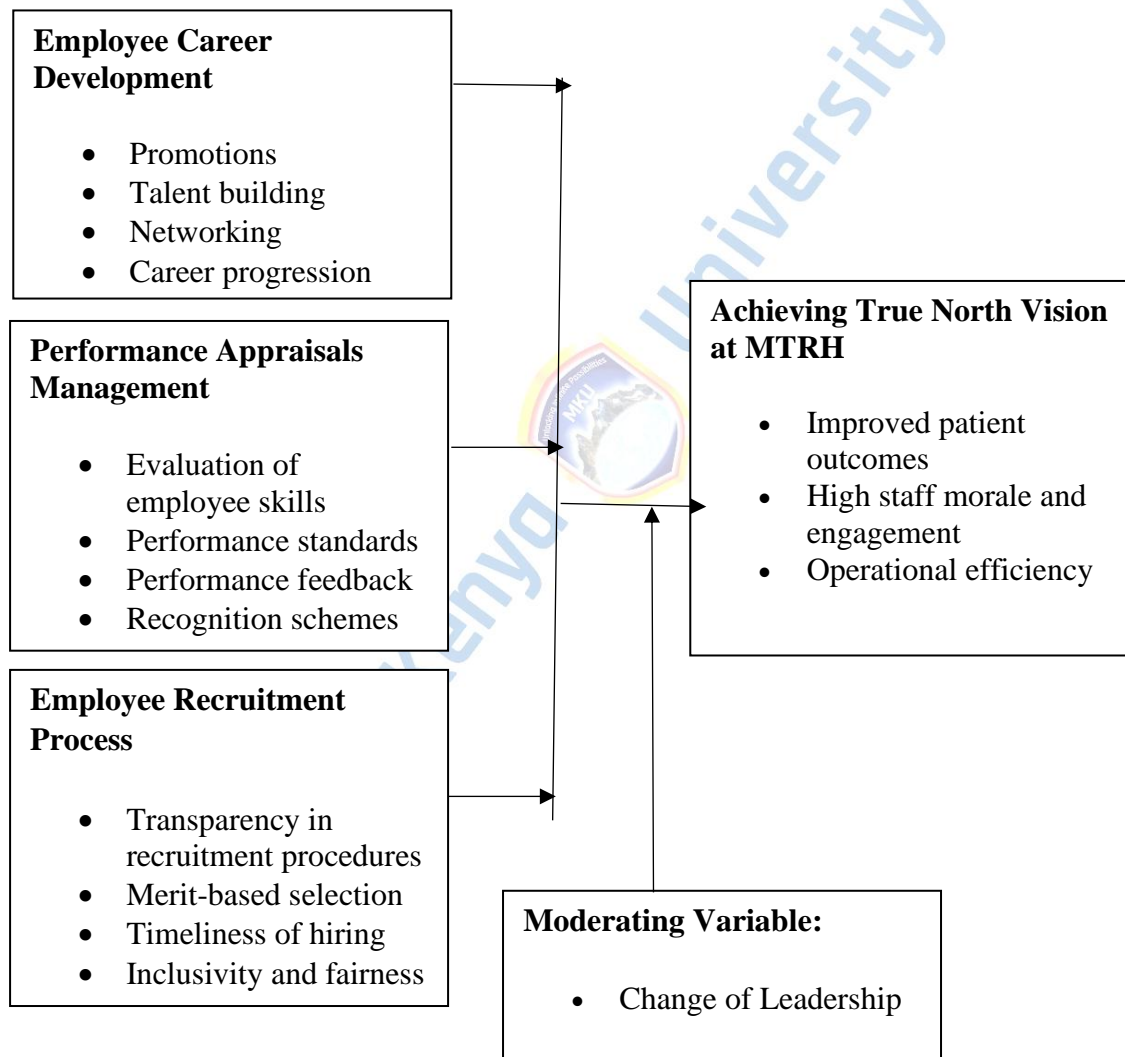 Employee Career
Development
• Promotions
• Talent building
• Networking
• Career progression
Performance Appraisals
Management
• Evaluation of
employee skills
• Performance standards
• Performance feedback
• Recognition schemes
Employee Recruitment
Process
• Transparency in
recruitment procedures
• Merit-based selection
• Timeliness of hiring
• Inclusivity and fairness
Achieving True North Vision
at MTRH
• Improved patient
outcomes
• High staff morale and
engagement
• Operational efficiency
Moderating Variable:
• Change of Leadership
Kenya
University
MKU